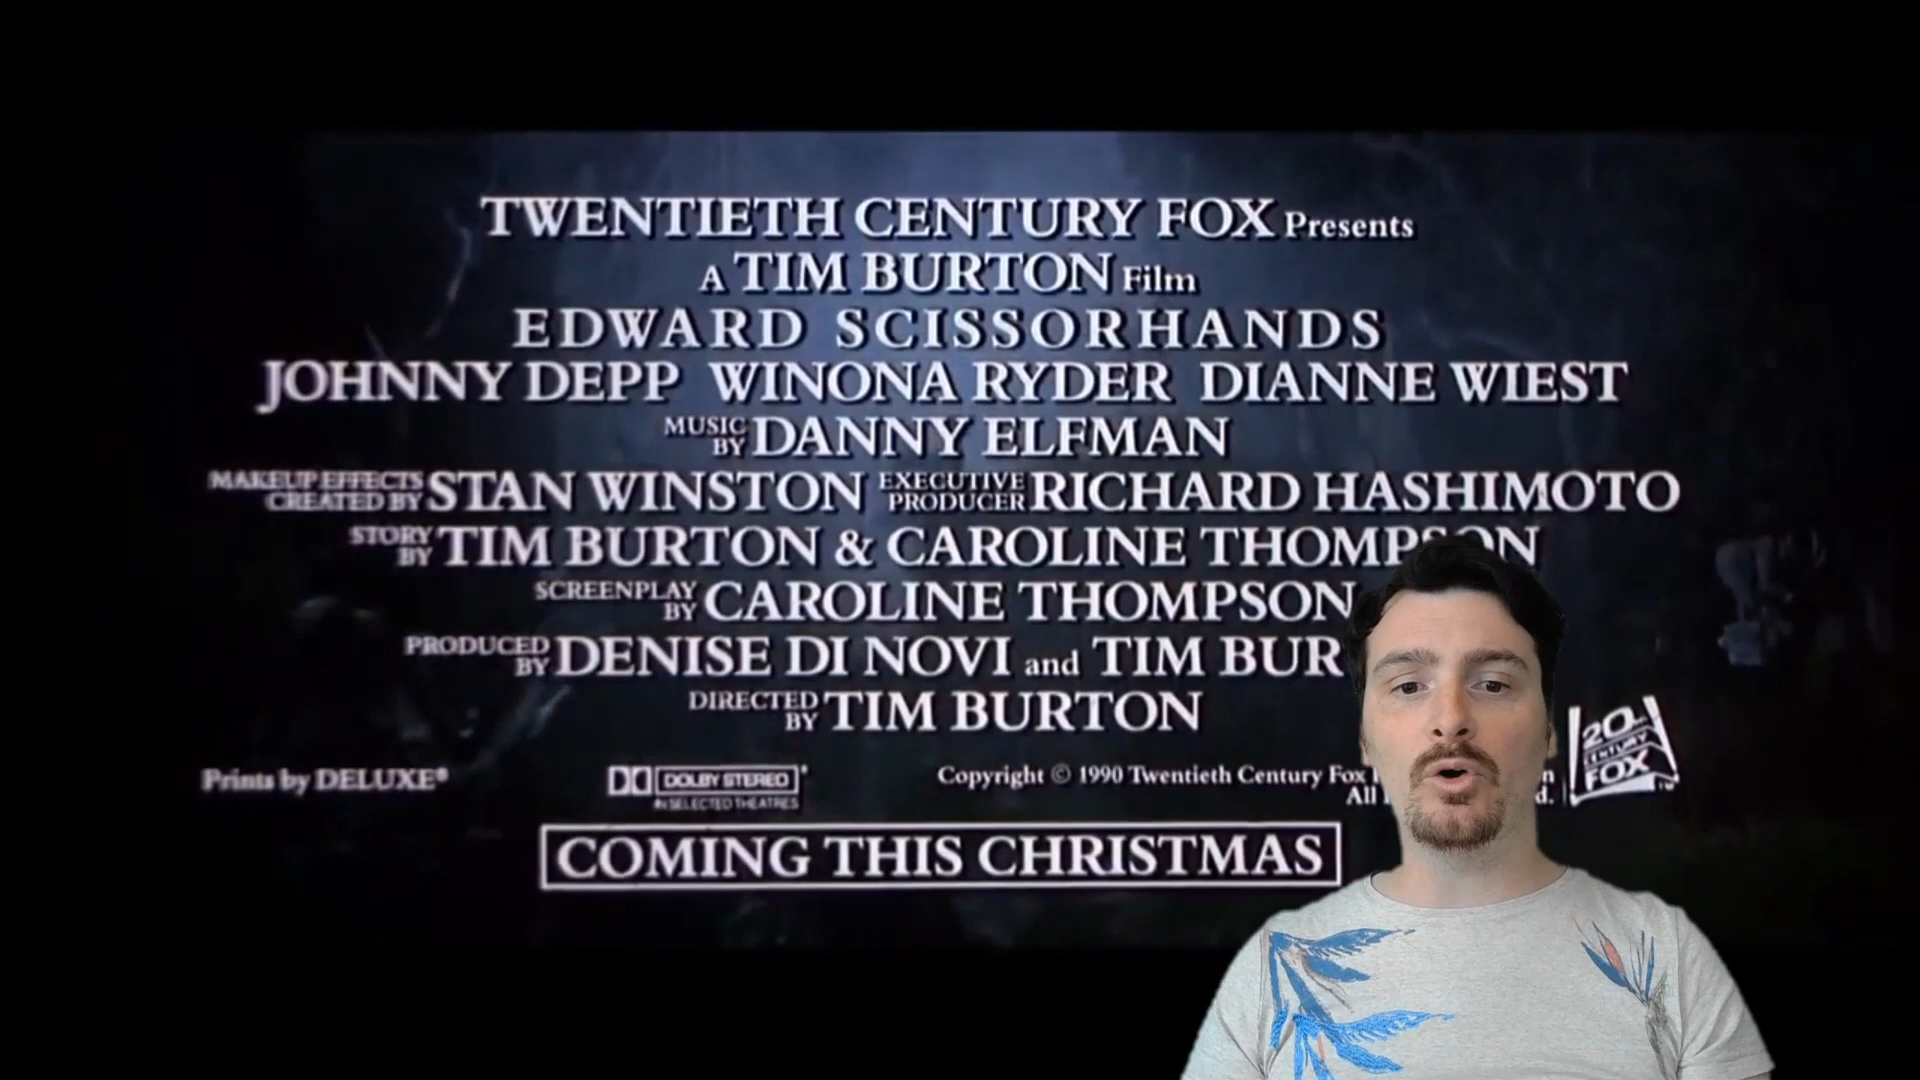 TWENTIETH CENTURY FOX Presents
A TIM BURTON Film
EDWARD SCISSORHANDS
JOHNNY DEPP WINONA RYDER DIANNE WIEST
MUSIC BY DANNY ELFMAN
MAKEUP EFFECTS CREATED BY STAN WINSTON EXECUTIVE PRODUCER RICHARD HASHIMOTO
STORY BY TIM BURTON & CAROLINE THOMPSON
SCREENPLAY BY CAROLINE THOMPSON
PRODUCED BY DENISE DI NOVI and TIM BUR
DIRECTED BY TIM BURTON
Prints by DELUXE®
DOLBY STEREO®
IN SELECTED THEATRES
Copyright © 1990 Twentieth Century Fox
All
20th CENTURY FOX TM
COMING THIS CHRISTMAS